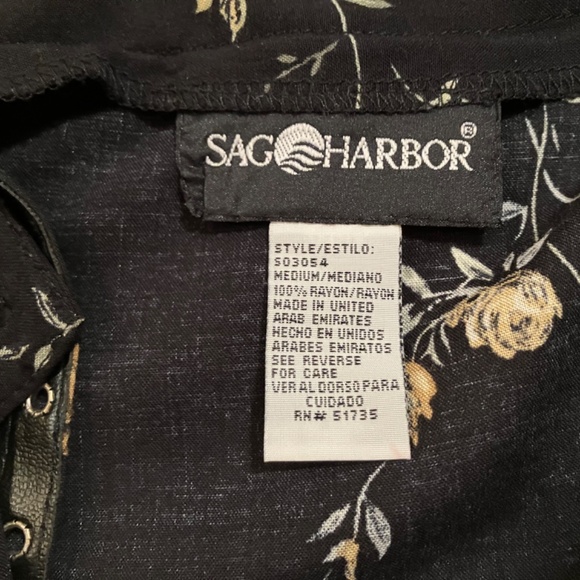 SAG HARBOR®
STYLE/ESTILO:
S03054
MEDIUM/MEDIANO
100% RAYON/RAYON
MADE IN UNITED
ARAB EMIRATES
HECHO EN UNIDOS
ARABES EMIRATOS
SEE REVERSE
FOR CARE
VER AL DORSO PARA
CUIDADO
RN# 51735